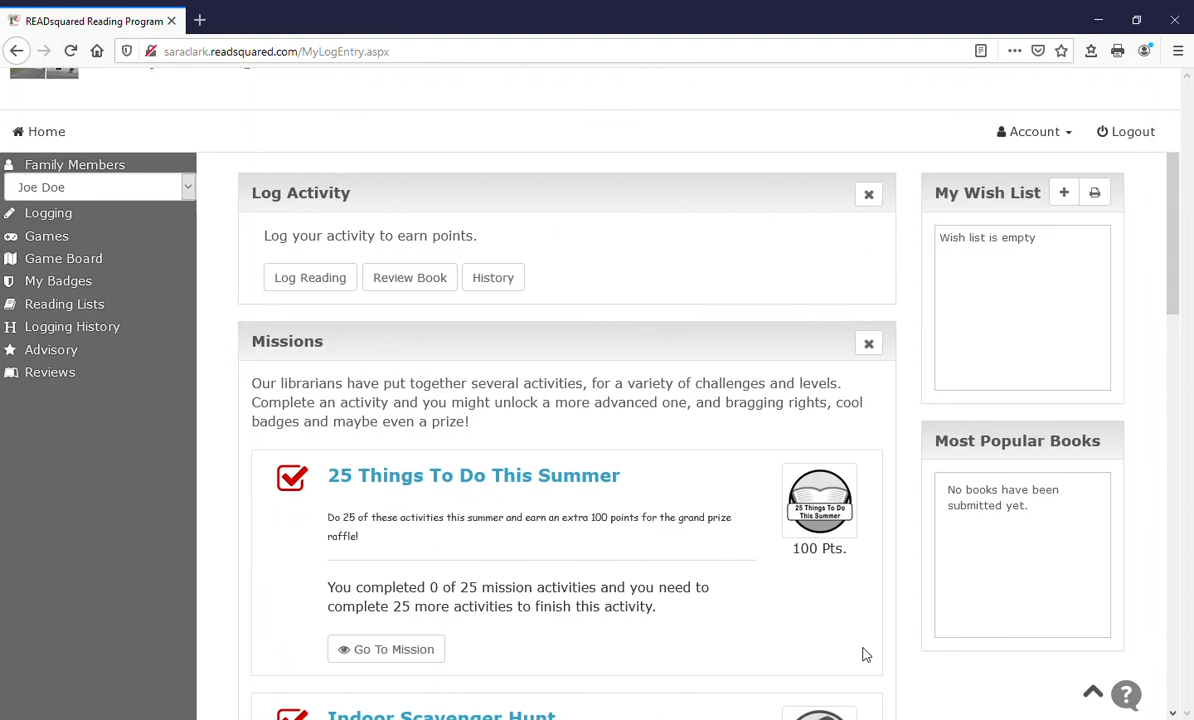 READsquared Reading Program
saraclark.readsquared.com/MyLogEntry.aspx
Home
Account
Logout
Family Members
Joe Doe
Logging
Games
Game Board
My Badges
Reading Lists
H Logging History
Advisory
Reviews
Log Activity
Log your activity to earn points.
Log Reading
Review Book
History
Missions
Our librarians have put together several activities, for a variety of challenges and levels.
Complete an activity and you might unlock a more advanced one, and bragging rights, cool
badges and maybe even a prize!
25 Things To Do This Summer
Do 25 of these activities this summer and earn an extra 100 points for the grand prize
raffle!
You completed 0 of 25 mission activities and you need to
complete 25 more activities to finish this activity.
Go To Mission
25 Things To Do
This Summer
100 Pts.
Indoor Scavenger Hunt
My Wish List
Wish list is empty
Most Popular Books
No books have been
submitted yet.
?